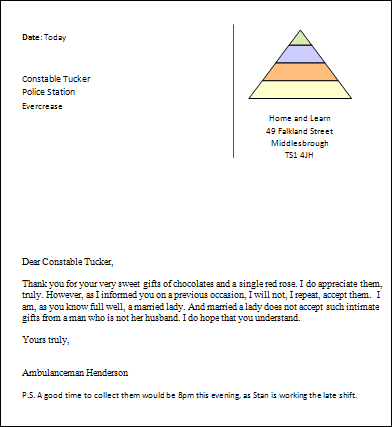 Date: Today
Constable Tucker
Police Station
Evercrease
Home and Learn
49 Falkland Street
Middlesbrough
TS1 4JH
Dear Constable Tucker,
Thank you for your very sweet gifts of chocolates and a single red rose. I do appreciate them,
truly. However, as I informed you on a previous occasion, I will not, I repeat, accept them.  I
am, as you know full well, a married lady. And married a lady does not accept such intimate
gifts from a man who is not her husband. I do hope that you understand.
Yours truly,
Ambulanceman Henderson
P.S. A good time to collect them would be 8pm this evening, as Stan is working the late shift.